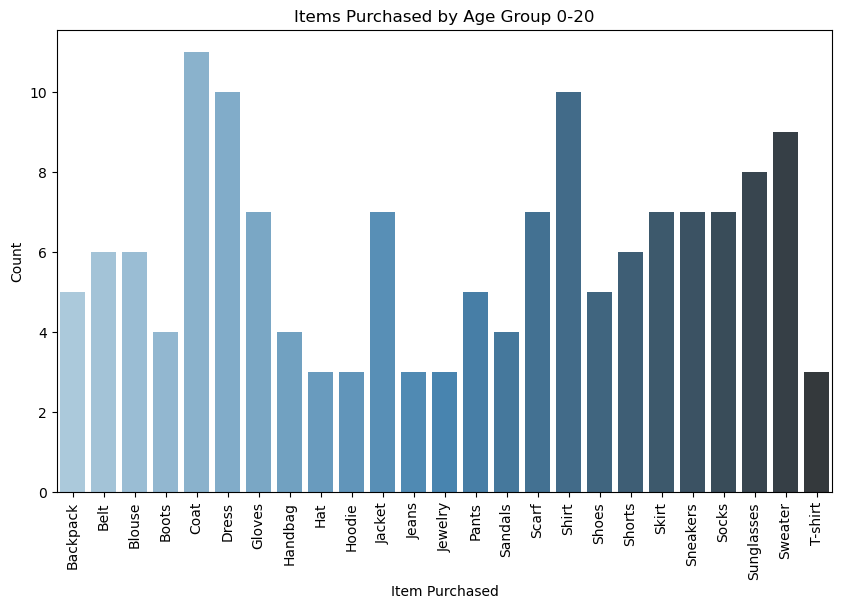 Items Purchased by Age Group 0-20
Count
10
8
6
4
2
0
Backpack
Belt
Blouse
Boots
Coat
Dress
Gloves
Handbag
Hat
Hoodie
Jacket
Jeans
Jewelry
Pants
Sandals
Scarf
Shirt
Shoes
Shorts
Skirt
Sneakers
Socks
Sunglasses
Sweater
T-shirt
Item Purchased